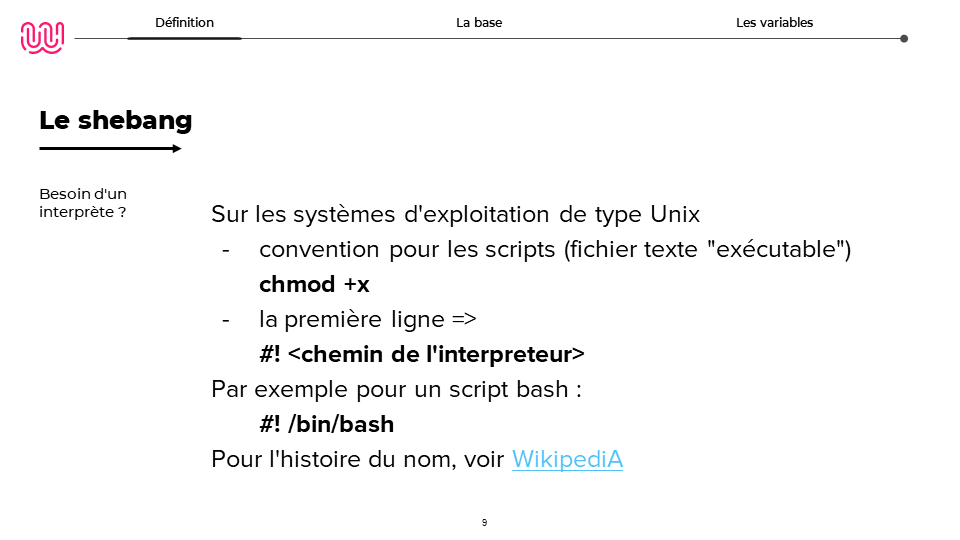 Définition
La base
Les variables
Le shebang
Besoin d'un
interprète ?
Sur les systèmes d'exploitation de type Unix
- convention pour les scripts (fichier texte "exécutable")
chmod +x
- la première ligne =>
#! <chemin de l'interpreteur>
Par exemple pour un script bash :
#! /bin/bash
Pour l'histoire du nom, voir WikipediA
9